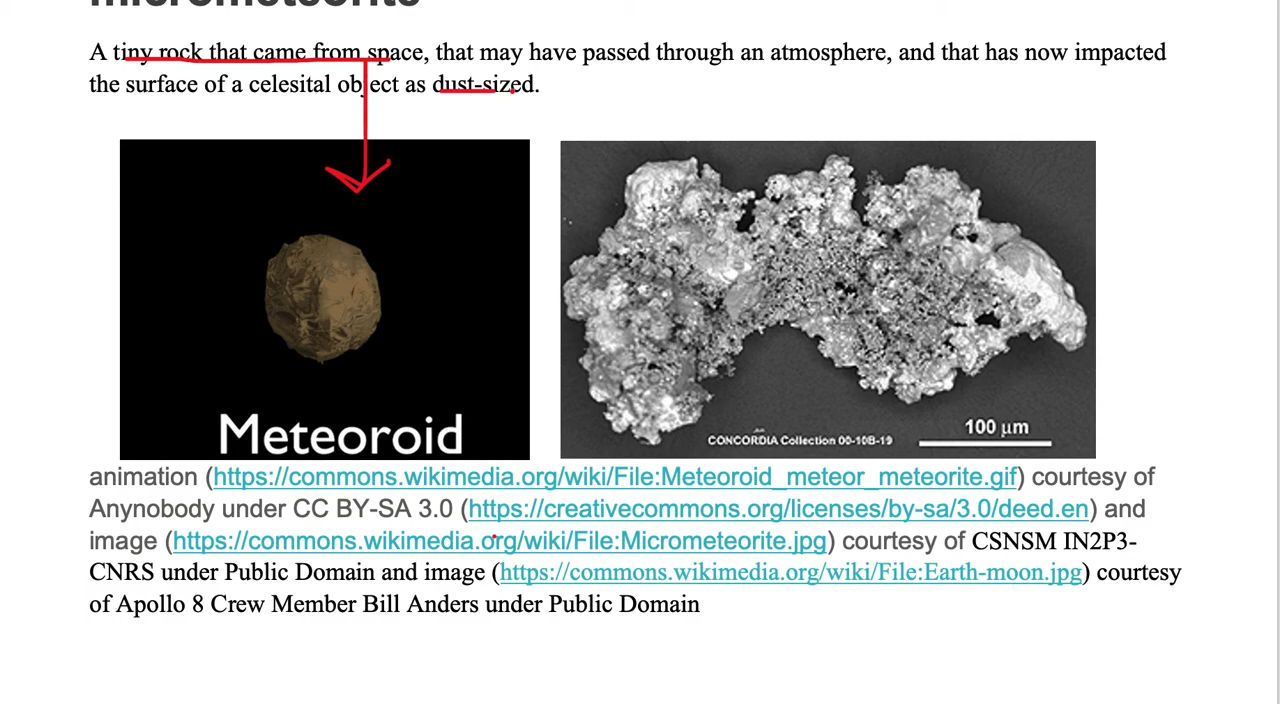 micrometeorite
A tiny rock that came from space, that may have passed through an atmosphere, and that has now impacted
the surface of a celesital object as dust-sized.
Meteoroid
CONCORDIA Collection 00-10B-19
100 μm
animation (https://commons.wikimedia.org/wiki/File:Meteoroid_meteor_meteorite.gif) courtesy of
Anynobody under CC BY-SA 3.0 (https://creativecommons.org/licenses/by-sa/3.0/deed.en) and
image (https://commons.wikimedia.org/wiki/File:Micrometeorite.jpg) courtesy of CSNSM IN2P3-
CNRS under Public Domain and image (https://commons.wikimedia.org/wiki/File:Earth-moon.jpg) courtesy
of Apollo 8 Crew Member Bill Anders under Public Domain